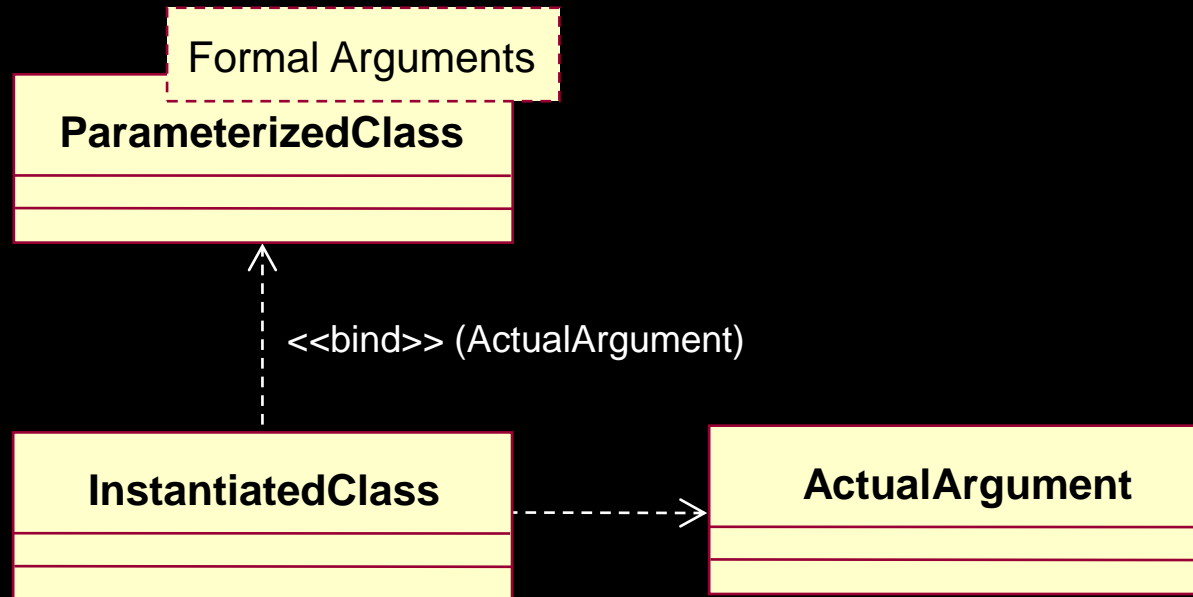 Formal Arguments
ParameterizedClass
<<bind>> (ActualArgument)
InstantiatedClass
ActualArgument